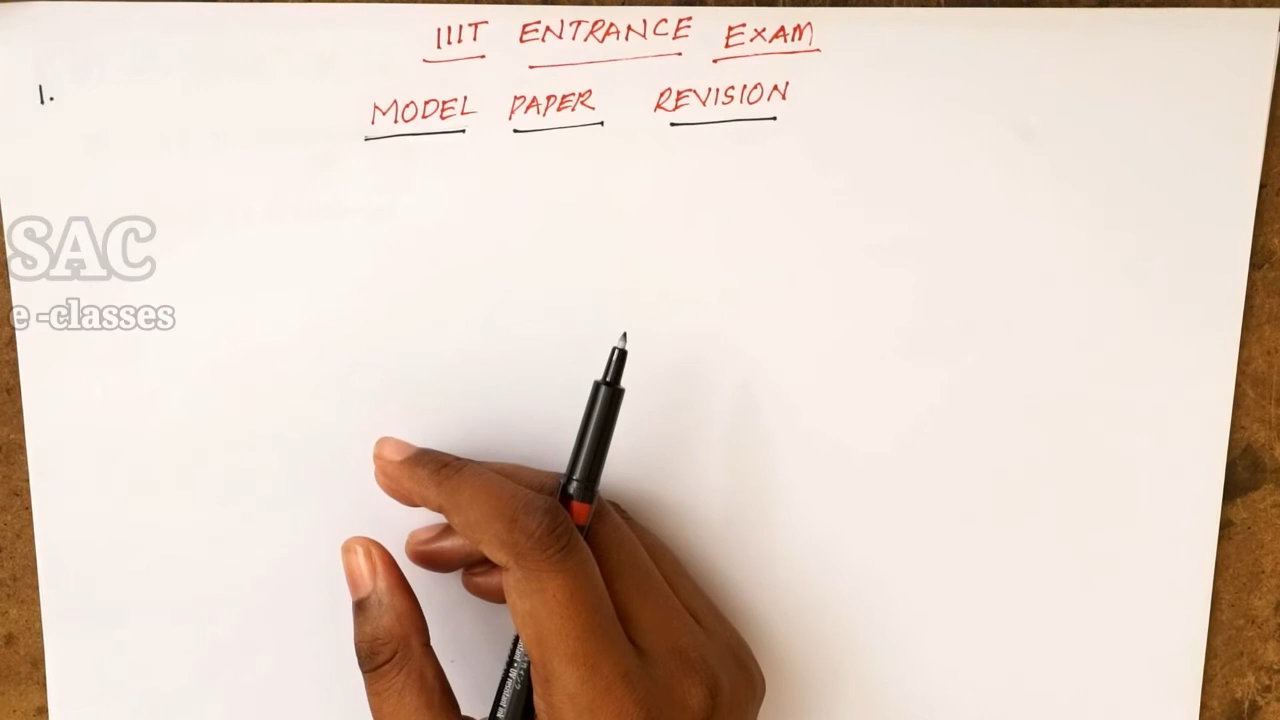 IIIT ENTRANCE EXAM
1.
MODEL PAPER REVISION
SAC
e-classes